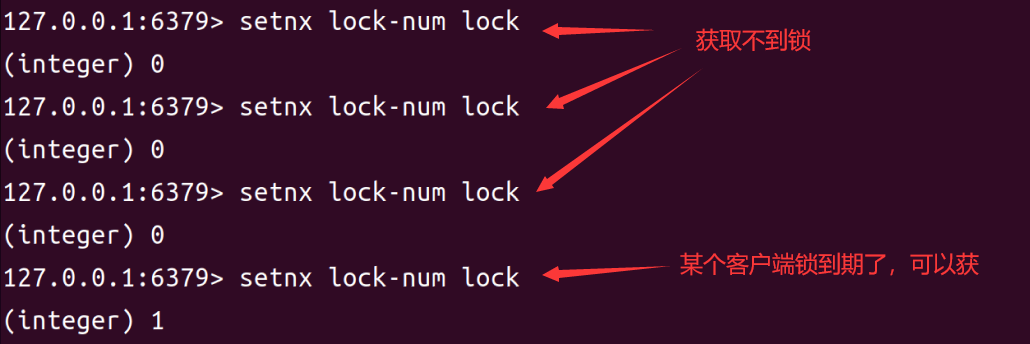 127.0.0.1:6379> setnx lock-num lock
获取不到锁
(integer) 0
127.0.0.1:6379> setnx lock-num lock
(integer) 0
127.0.0.1:6379> setnx lock-num lock
(integer) 0
127.0.0.1:6379> setnx lock-num lock
某个客户端锁到期了，可以获
(integer) 1